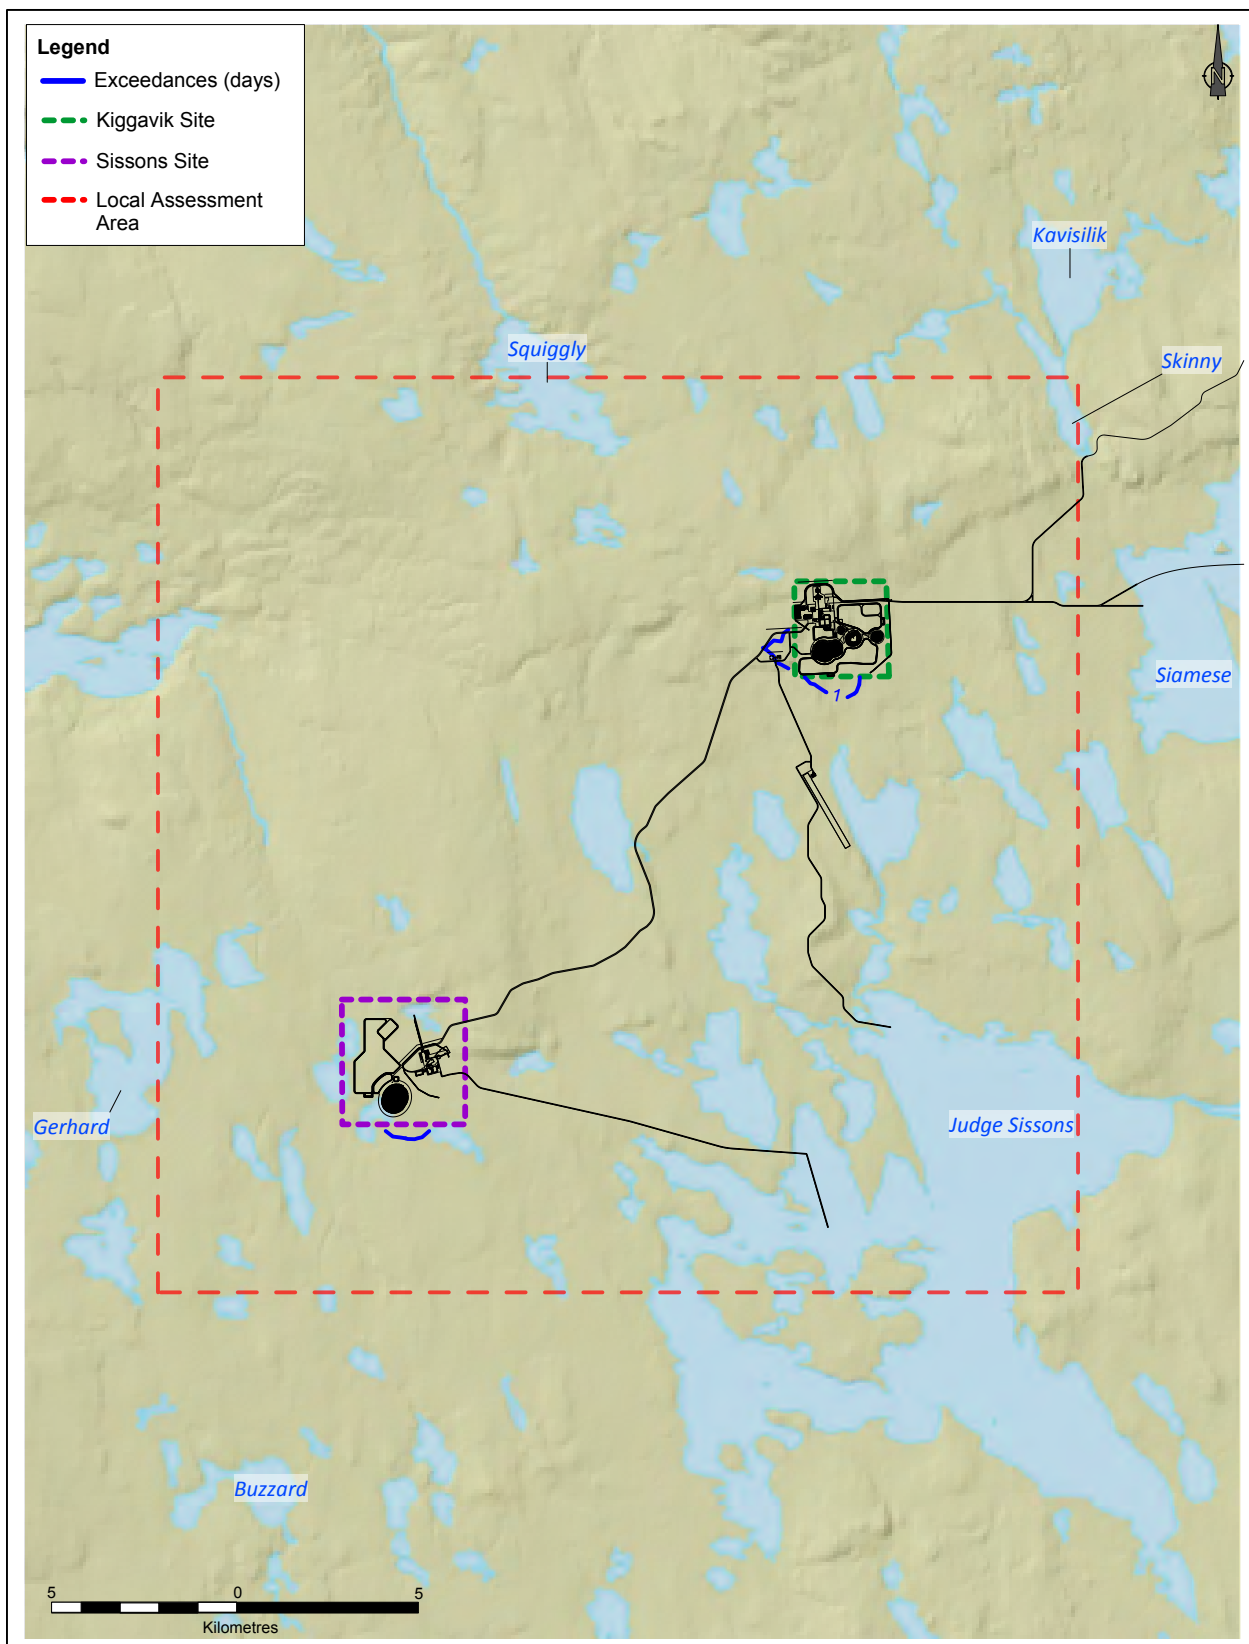 Legend
Exceedances (days)
Kiggavik Site
Sissons Site
Local Assessment
Area
N
Kavisilik
Squiggly
Skinny
Siamese
1
Gerhard
Judge Sissons
Buzzard
5 0 5
Kilometres